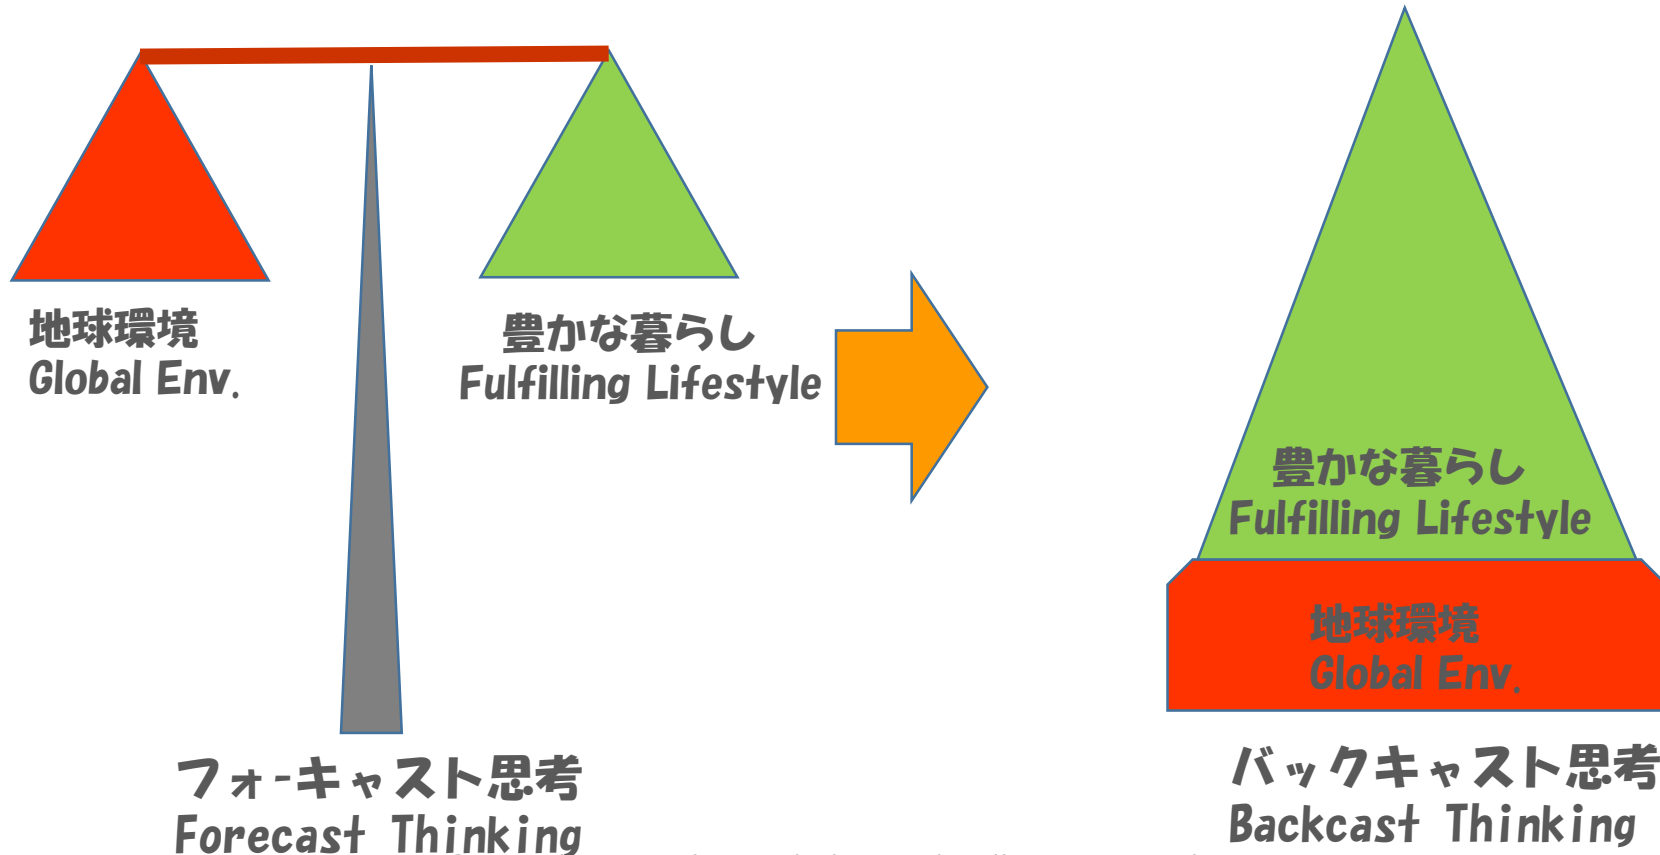 地球環境
Global Env.
豊かな暮らし
Fulfilling Lifestyle
フォ-キャスト思考
Forecast Thinking
豊かな暮らし
Fulfilling Lifestyle
地球環境
Global Env.
バックキャスト思考
Backcast Thinking